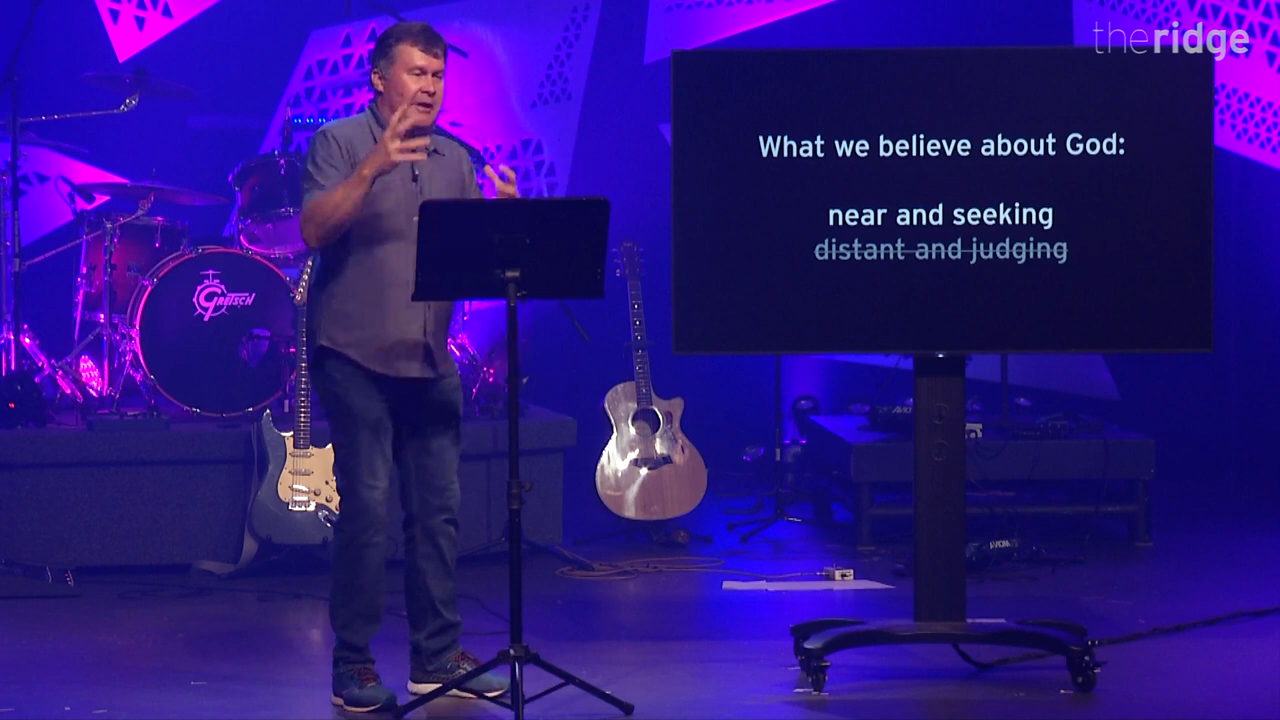 theridge
What we believe about God:
near and seeking
distant and judging
GRETSCH